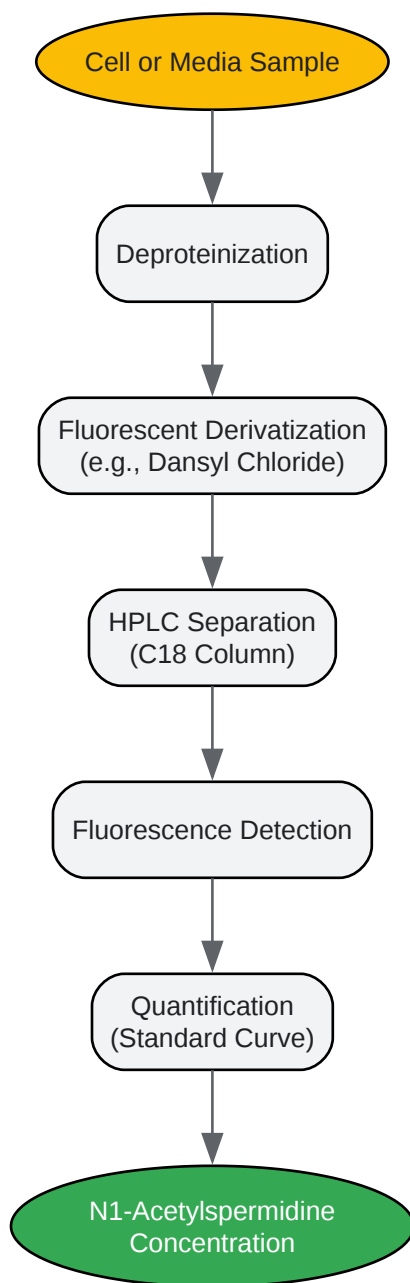 Cell or Media Sample
Deproteinization
Fluorescent Derivatization
(e.g., Dansyl Chloride)
HPLC Separation
(C18 Column)
Fluorescence Detection
Quantification
(Standard Curve)
N1-Acetylspermidine
Concentration